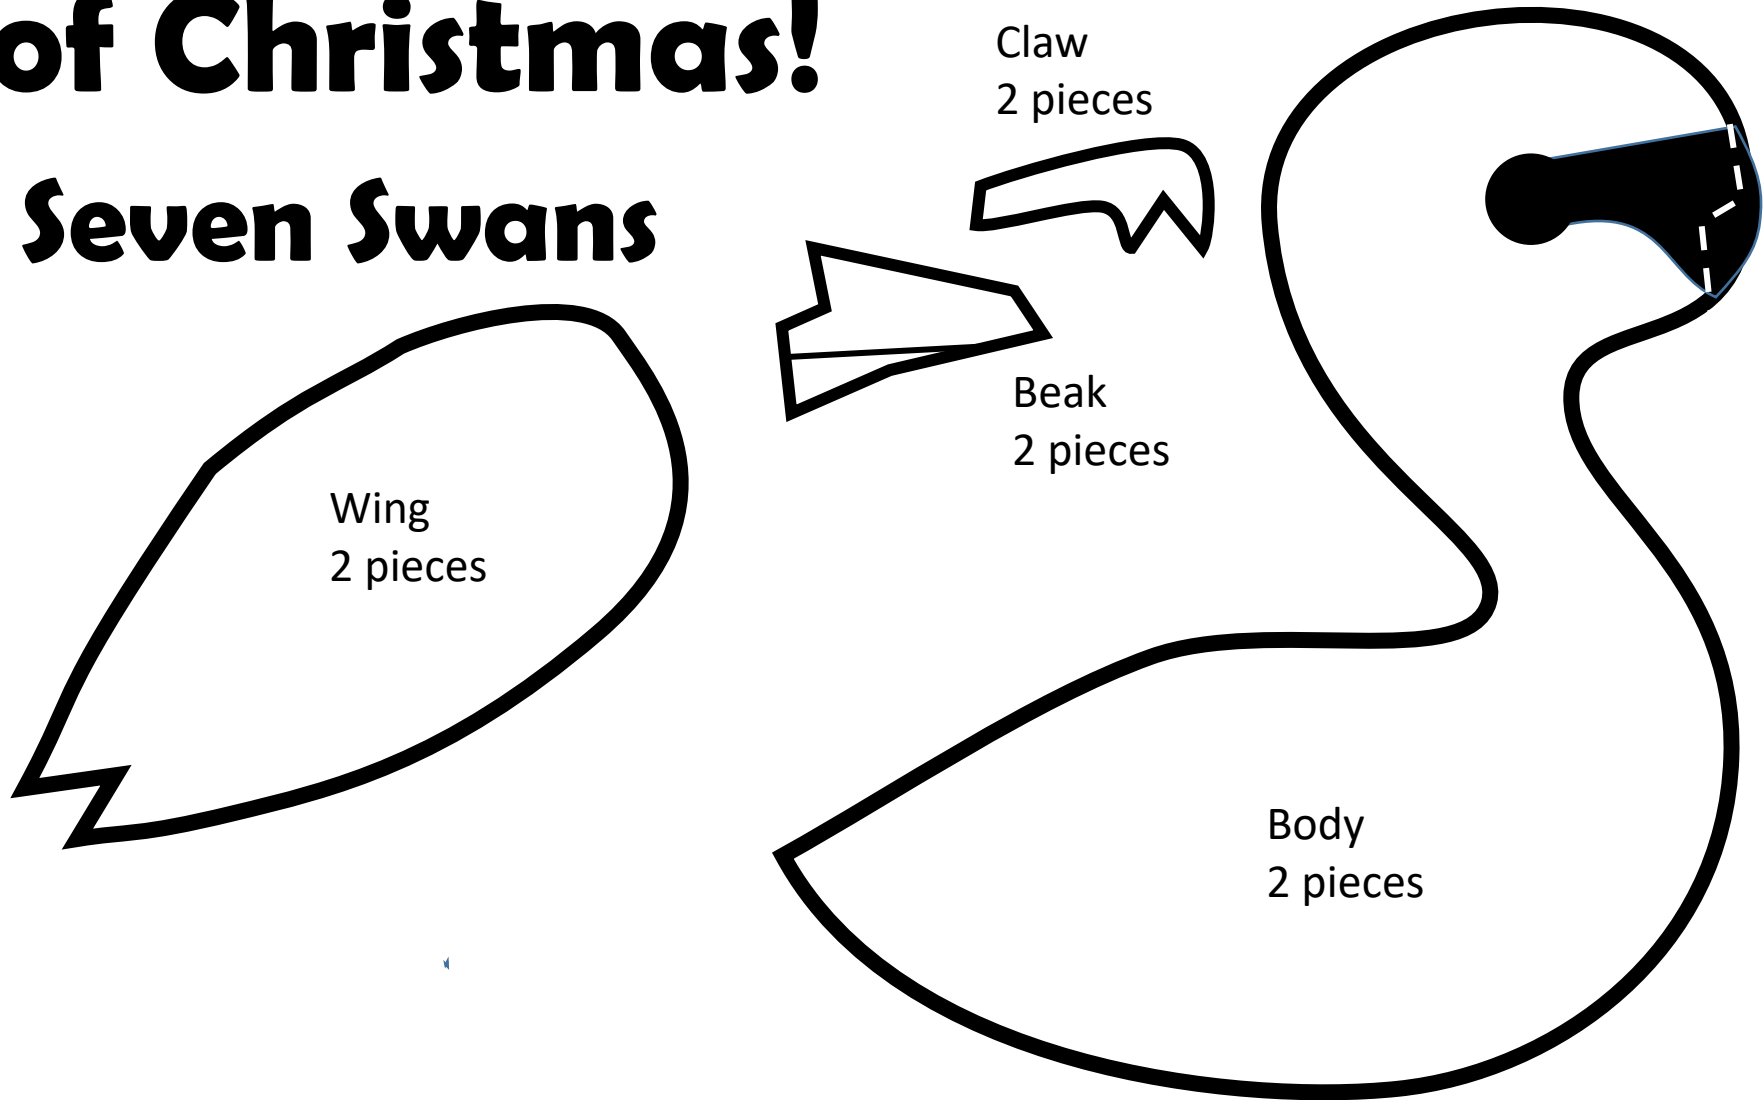 of Christmas!
Seven Swans
Claw
2 pieces
Beak
2 pieces
Wing
2 pieces
Body
2 pieces